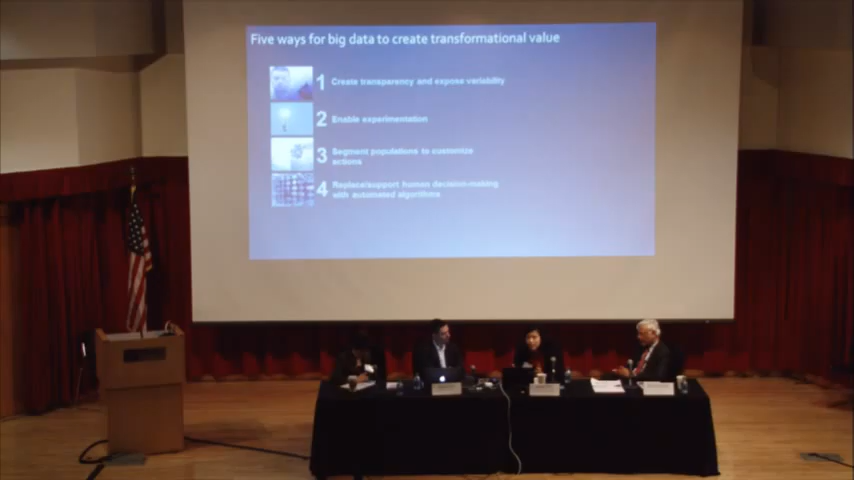 Five ways for big data to create transformational value
1 Create transparency and expose variability
2 Enable experimentation
3 Segment populations to customize
actions
4 Replace/support human decision-making
with automated algorithms